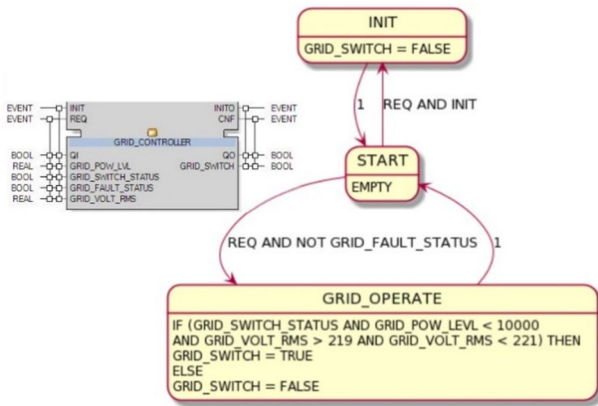 INIT
GRID_SWITCH = FALSE
1
REQ AND INIT
EVENT INIT INITO EVENT
EVENT REQ CNF EVENT
GRID_CONTROLLER
BOOL QI QO BOOL
REAL GRID_POW_LVL GRID_SWITCH BOOL
BOOL GRID_SWITCH_STATUS
BOOL GRID_FAULT_STATUS
REAL GRID_VOLT_RMS
START
EMPTY
REQ AND NOT GRID_FAULT_STATUS
1
GRID_OPERATE
IF (GRID_SWITCH_STATUS AND GRID_POW_LEVL < 10000
AND GRID_VOLT_RMS > 219 AND GRID_VOLT_RMS < 221) THEN
GRID_SWITCH = TRUE
ELSE
GRID_SWITCH = FALSE